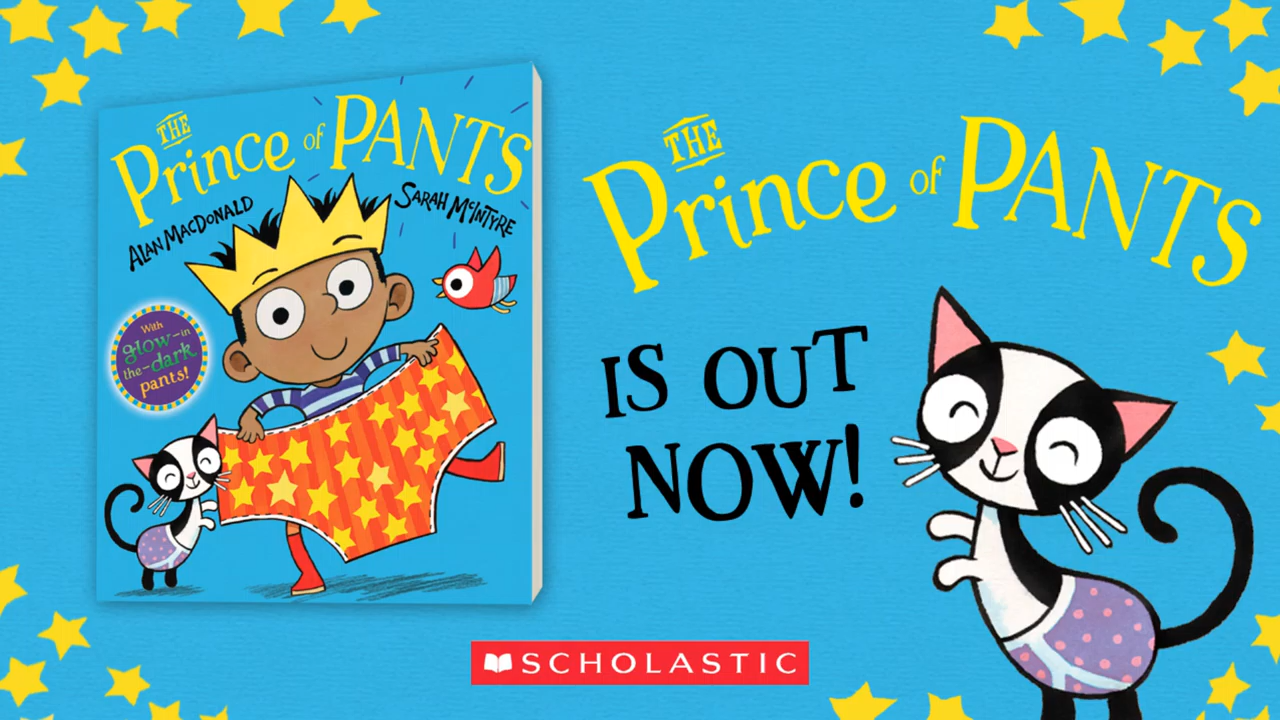 THE
Prince of PANTS
ALAN MACDONALD
SARAH McINTYRE
With
glow-in
the-dark
pants!
THE
Prince of PANTS
IS OUT
NOW!
SCHOLASTIC